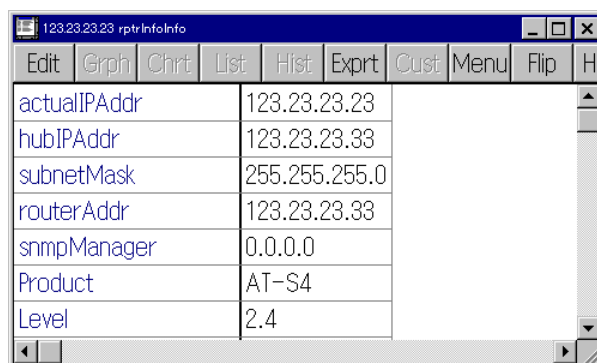 123.23.23.23 rptrInfoInfo
Edit Grph Chrt List Hist Exprt Cust Menu Flip H
actualIPAddr 123.23.23.23
hubIPAddr 123.23.23.33
subnetMask 255.255.255.0
routerAddr 123.23.23.33
snmpManager 0.0.0.0
Product AT-S4
Level 2.4